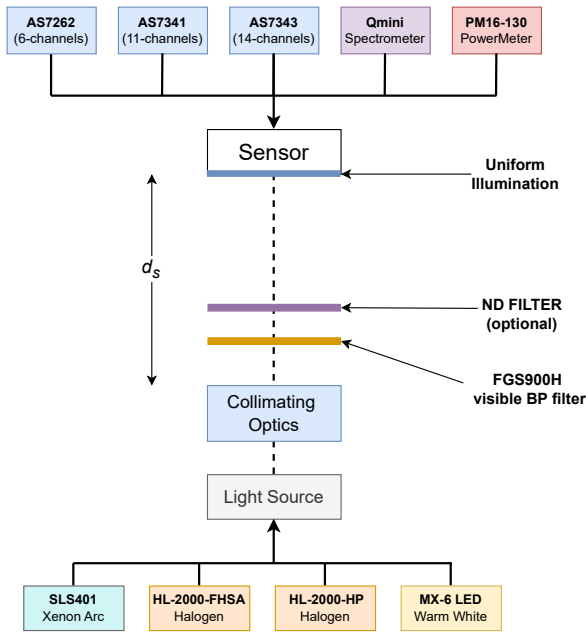 AS7262
(6-channels)
AS7341
(11-channels)
AS7343
(14-channels)
Qmini
Spectrometer
PM16-130
PowerMeter
Sensor
Uniform
Illumination
d_s
ND FILTER
(optional)
FGS900H
visible BP filter
Collimating
Optics
Light Source
SLS401
Xenon Arc
HL-2000-FHSA
Halogen
HL-2000-HP
Halogen
MX-6 LED
Warm White